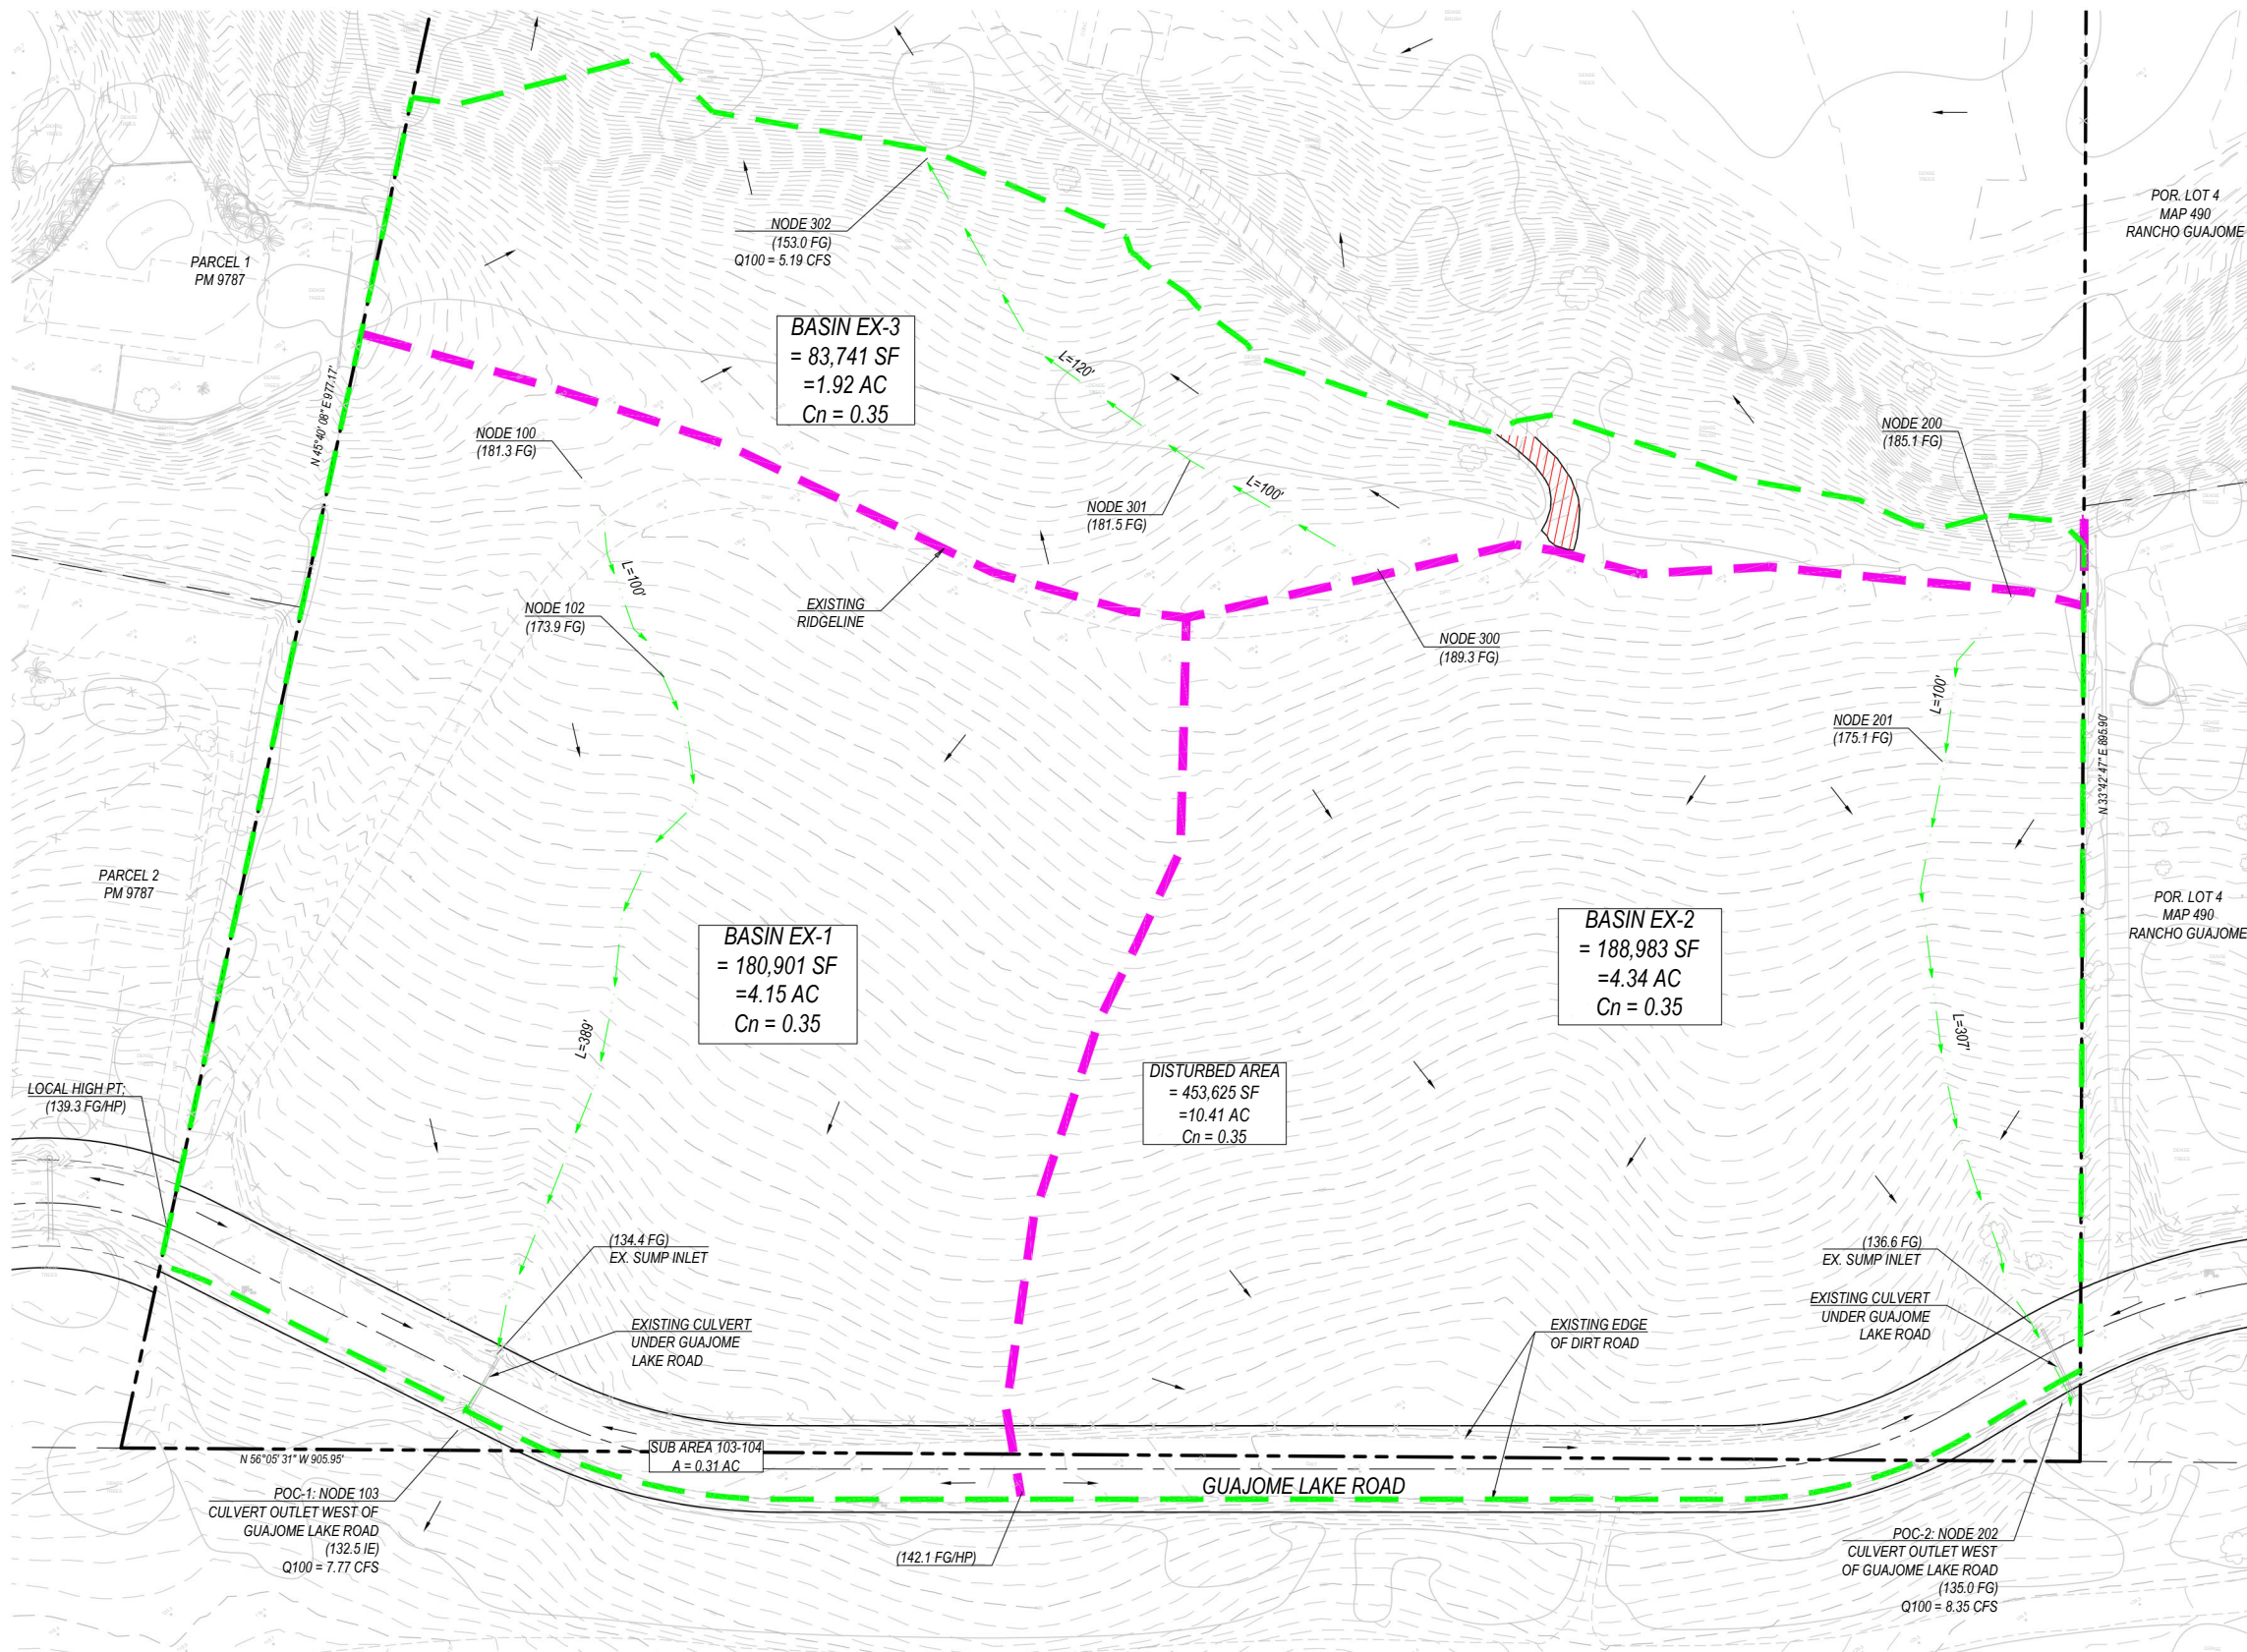 POR. LOT 4
MAP 490
RANCHO GUAJOME
NODE 302
(153.0 FG)
Q100 = 5.19 CFS
PARCEL 1
PM 9787
BASIN EX-3
= 83,741 SF
=1.92 AC
Cn = 0.35
L=120'
N 45°40' 08" E 977.17'
NODE 100
(181.3 FG)
NODE 200
(185.1 FG)
L=100'
NODE 301
(181.5 FG)
L=100'
NODE 102
(173.9 FG)
EXISTING
RIDGELINE
NODE 300
(189.3 FG)
L=100'
NODE 201
(175.1 FG)
N 33°42' 47" E 895.90'
PARCEL 2
PM 9787
BASIN EX-1
= 180,901 SF
=4.15 AC
Cn = 0.35
BASIN EX-2
= 188,983 SF
=4.34 AC
Cn = 0.35
POR. LOT 4
MAP 490
RANCHO GUAJOME
L=389'
L=307'
DISTURBED AREA
= 453,625 SF
=10.41 AC
Cn = 0.35
LOCAL HIGH PT;
(139.3 FG/HP)
(134.4 FG)
EX. SUMP INLET
(136.6 FG)
EX. SUMP INLET
EXISTING CULVERT
UNDER GUAJOME
LAKE ROAD
EXISTING EDGE
OF DIRT ROAD
EXISTING CULVERT
UNDER GUAJOME
LAKE ROAD
SUB AREA 103-104
A = 0.31 AC
N 56°05' 31" W 905.95'
GUAJOME LAKE ROAD
POC-1: NODE 103
CULVERT OUTLET WEST OF
GUAJOME LAKE ROAD
(132.5 IE)
Q100 = 7.77 CFS
(142.1 FG/HP)
POC-2: NODE 202
CULVERT OUTLET WEST
OF GUAJOME LAKE ROAD
(135.0 FG)
Q100 = 8.35 CFS